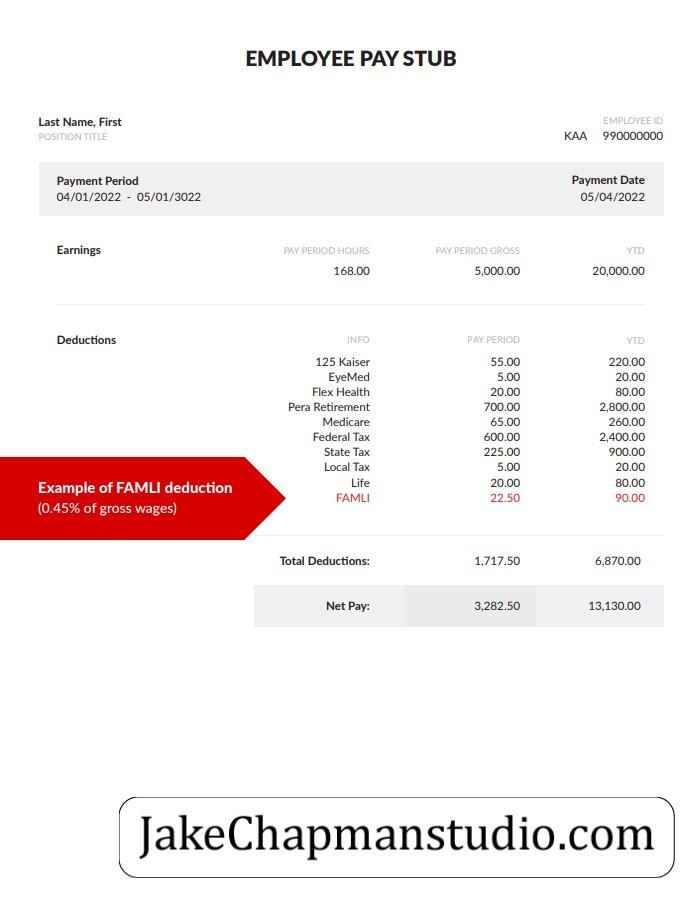 EMPLOYEE PAY STUB
Last Name, First
POSITION TITLE
EMPLOYEE ID
KAA 990000000
Payment Period
04/01/2022 - 05/01/3022
Payment Date
05/04/2022
Earnings PAY PERIOD HOURS PAY PERIOD GROSS YTD
168.00 5,000.00 20,000.00
Deductions INFO PAY PERIOD YTD
125 Kaiser 55.00 220.00
EyeMed 5.00 20.00
Flex Health 20.00 80.00
Pera Retirement 700.00 2,800.00
Medicare 65.00 260.00
Federal Tax 600.00 2,400.00
State Tax 225.00 900.00
Local Tax 5.00 20.00
Life 20.00 80.00
FAMLI 22.50 90.00
Example of FAMLI deduction
(0.45% of gross wages)
Total Deductions: 1,717.50 6,870.00
Net Pay: 3,282.50 13,130.00
JakeChapmanstudio.com